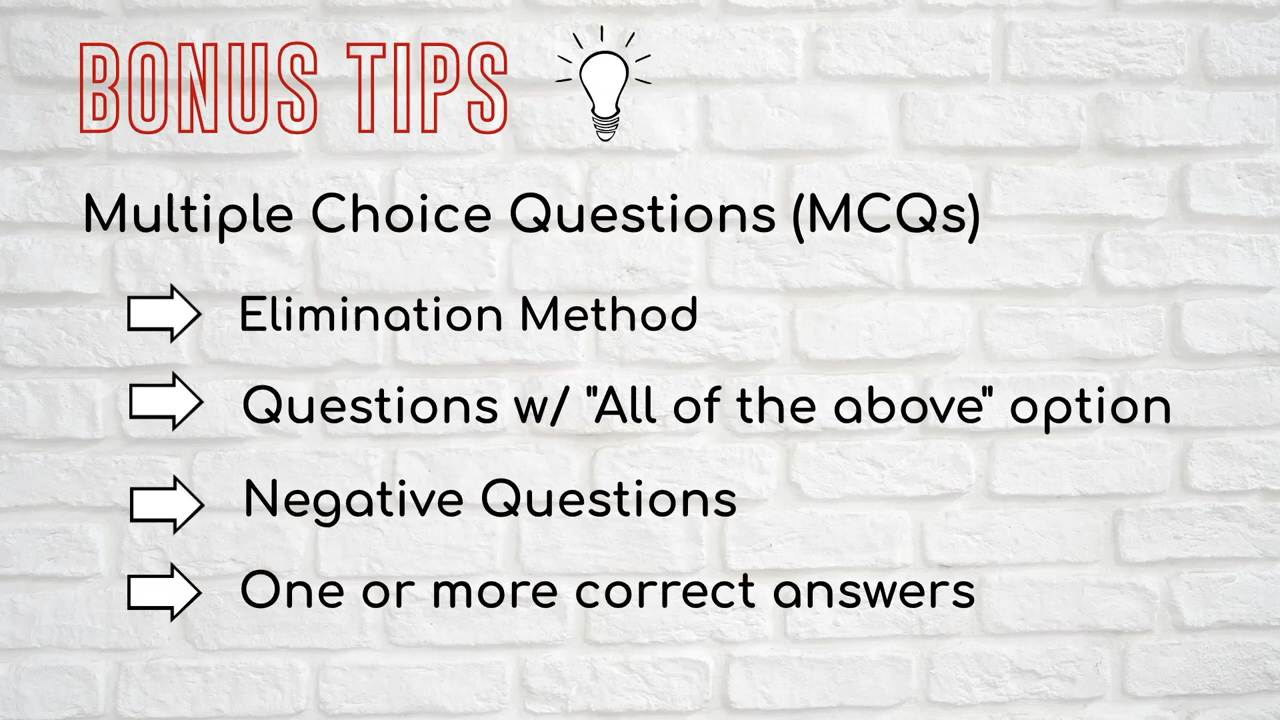 BONUS TIPS
Multiple Choice Questions (MCQs)
Elimination Method
Questions w/ "All of the above" option
Negative Questions
One or more correct answers